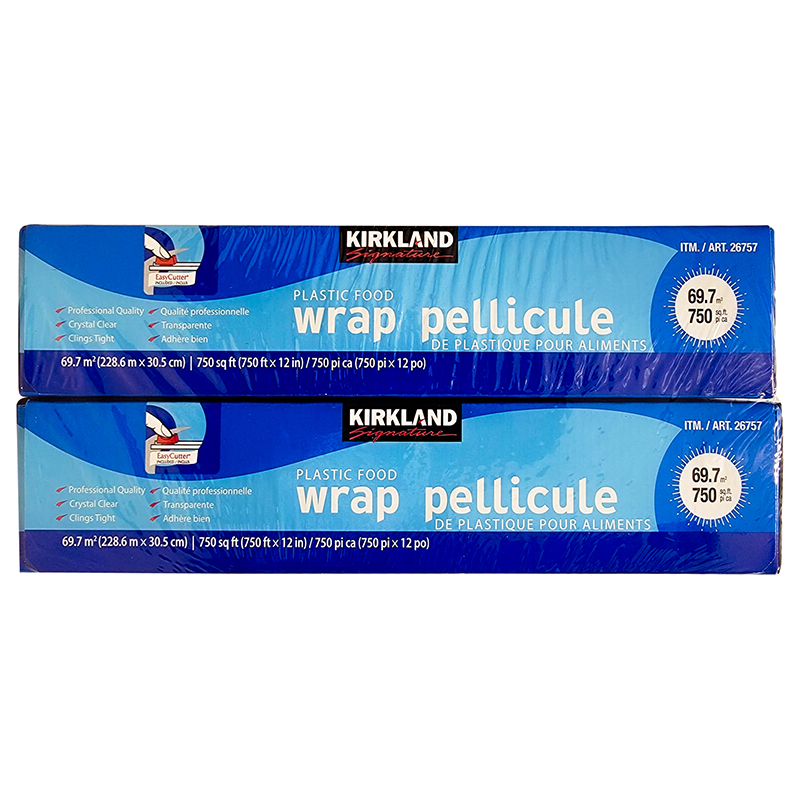 KIRKLAND
Signature
ITM. / ART. 26757
EasyCutter®
INCLUDED / INCLUS
PLASTIC FOOD
wrap pellicule
DE PLASTIQUE POUR ALIMENTS
69.7 m²
750 sq. ft. pi ca
Professional Quality Qualité professionnelle
Crystal Clear Transparente
Clings Tight Adhère bien
69.7 m² (228.6 m x 30.5 cm) | 750 sq ft (750 ft x 12 in) / 750 pi ca (750 pi x 12 po)
KIRKLAND
Signature
ITM. / ART. 26757
EasyCutter®
INCLUDED / INCLUS
PLASTIC FOOD
wrap pellicule
DE PLASTIQUE POUR ALIMENTS
69.7 m²
750 sq. ft. pi ca
Professional Quality Qualité professionnelle
Crystal Clear Transparente
Clings Tight Adhère bien
69.7 m² (228.6 m x 30.5 cm) | 750 sq ft (750 ft x 12 in) / 750 pi ca (750 pi x 12 po)